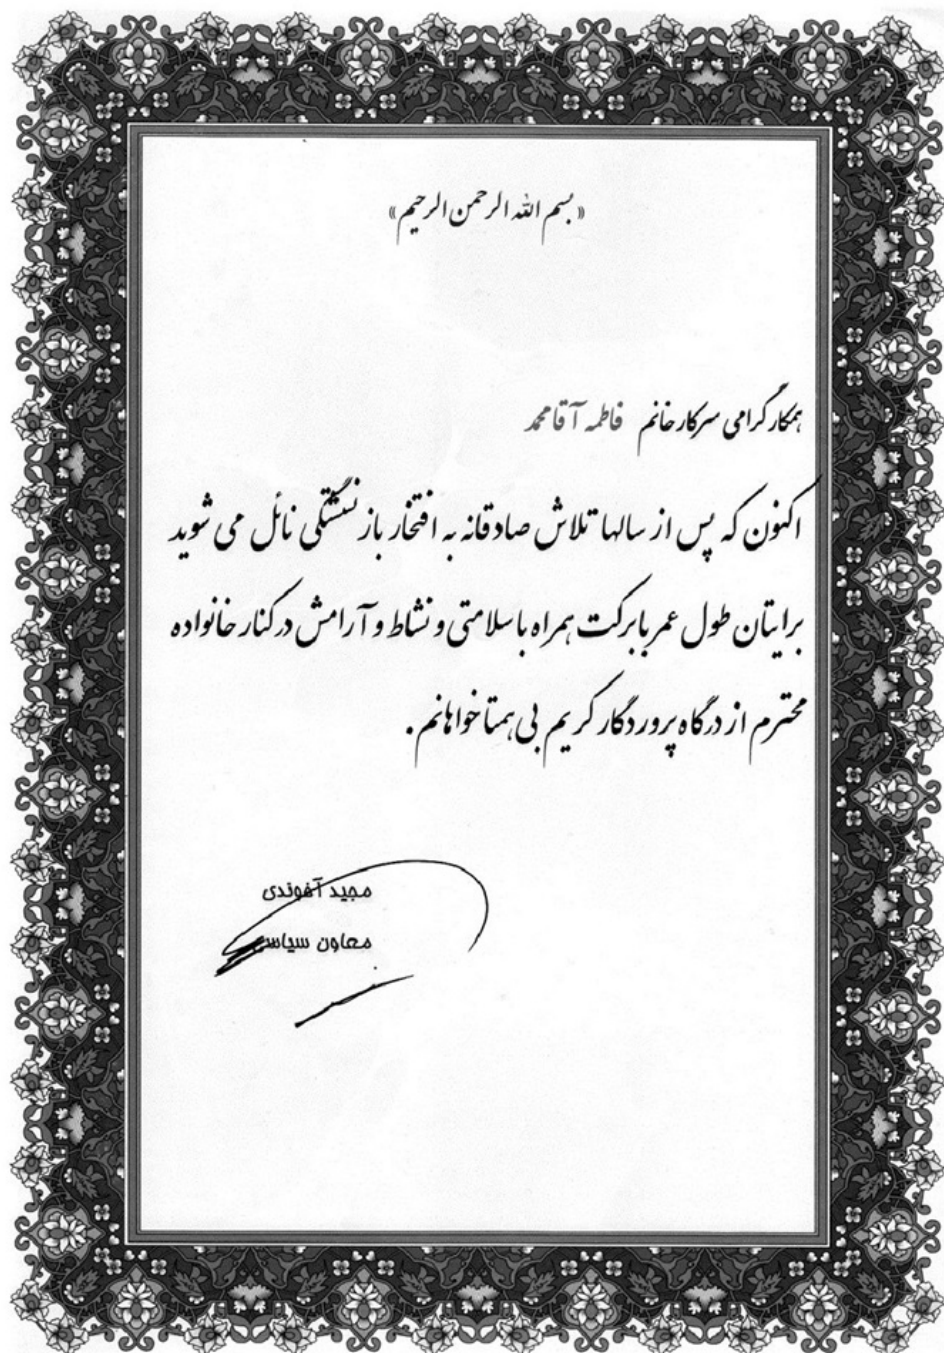 «بسم الله الرحمن الرحیم»
همکار گرامی سرکار خانم فاطمه آقامحمد
اکنون که پس از سالها تلاش صادقانه به افتخار بازنشستگی نائل می شوید
برایتان طول عمر با برکت همراه با سلامتی و نشاط و آرامش در کنار خانواده
محترم از درگاه پروردگار کریم بی همتا خواهانم.
مجید آخوندی
معاون سیاسی